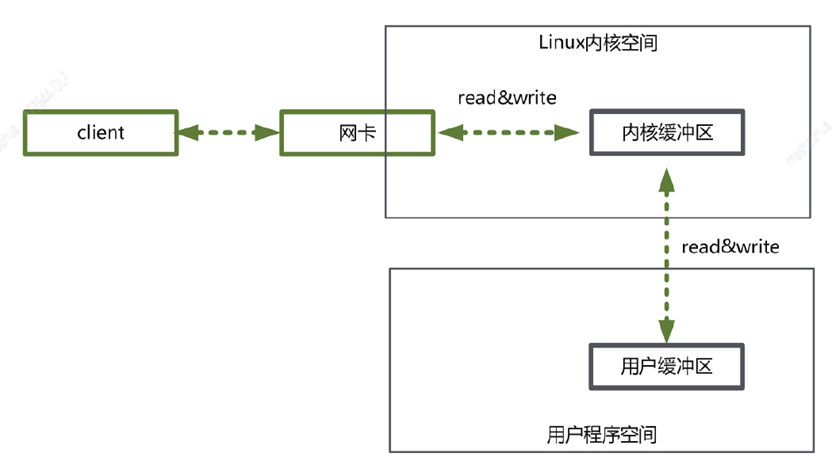 Linux内核空间
read&write
client
网卡
内核缓冲区
read&write
用户缓冲区
用户程序空间